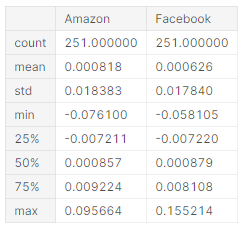 Amazon Facebook
count 251.000000 251.000000
mean 0.000818 0.000626
std 0.018383 0.017840
min -0.076100 -0.058105
25% -0.007211 -0.007220
50% 0.000857 0.000879
75% 0.009224 0.008108
max 0.095664 0.155214